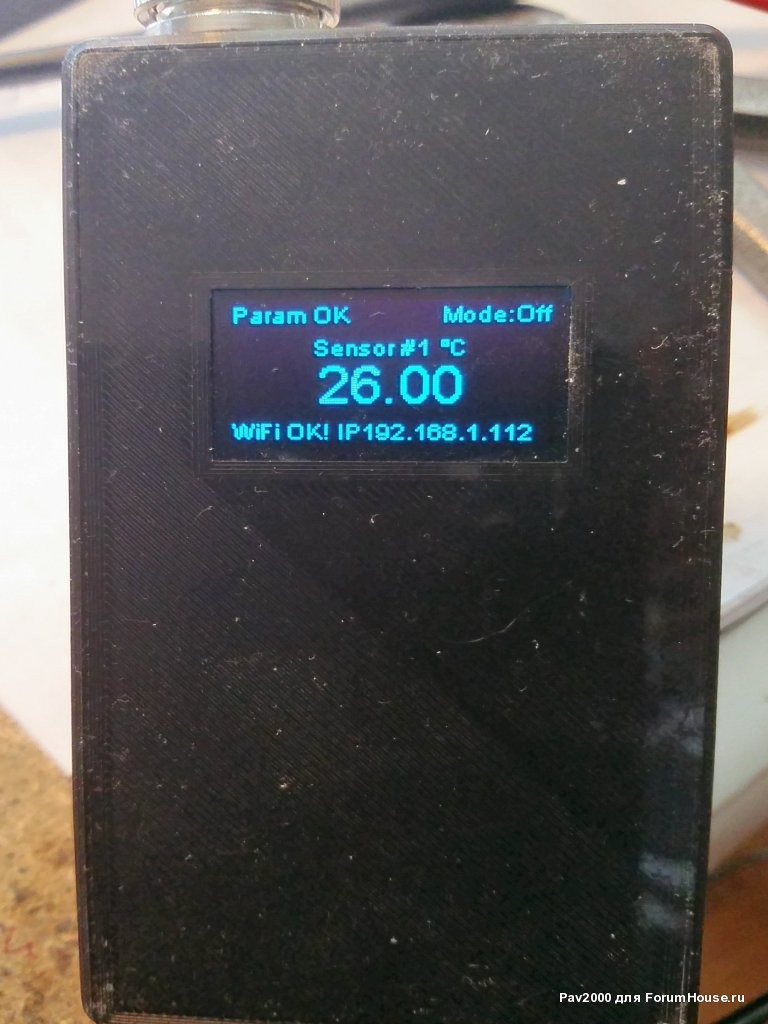 Param OK Mode:Off
Sensor#1 °C
26.00
WiFi OK! IP192.168.1.112
Pav2000 для ForumHouse.ru